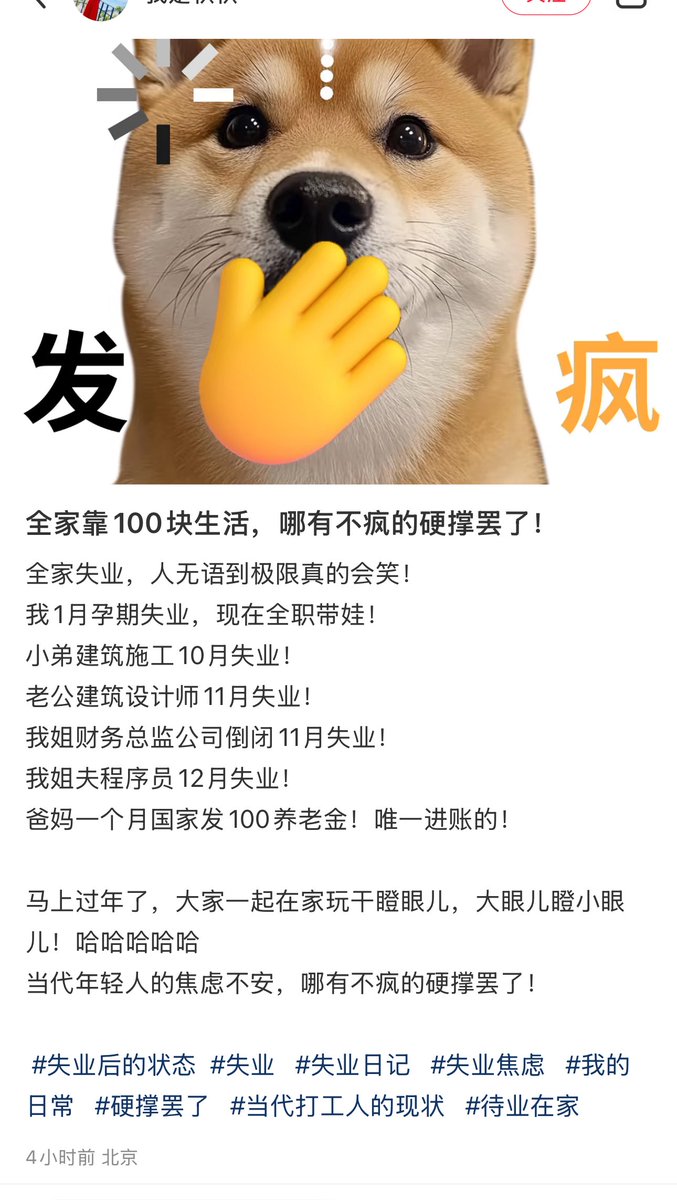 发 疯
全家靠100块生活，哪有不疯的硬撑罢了！
全家失业，人无语到极限真的会笑！
我1月孕期失业，现在全职带娃！
小弟建筑施工10月失业！
老公建筑设计师11月失业！
我姐财务总监公司倒闭11月失业！
我姐夫程序员12月失业！
爸妈一个月国家发100养老金！唯一进账的！
马上过年了，大家一起在家玩干瞪眼儿，大眼儿瞪小眼
儿！哈哈哈哈哈
当代年轻人的焦虑不安，哪有不疯的硬撑罢了！
#失业后的状态 #失业 #失业日记 #失业焦虑 #我的
日常 #硬撑罢了 #当代打工人的现状 #待业在家
4小时前 北京